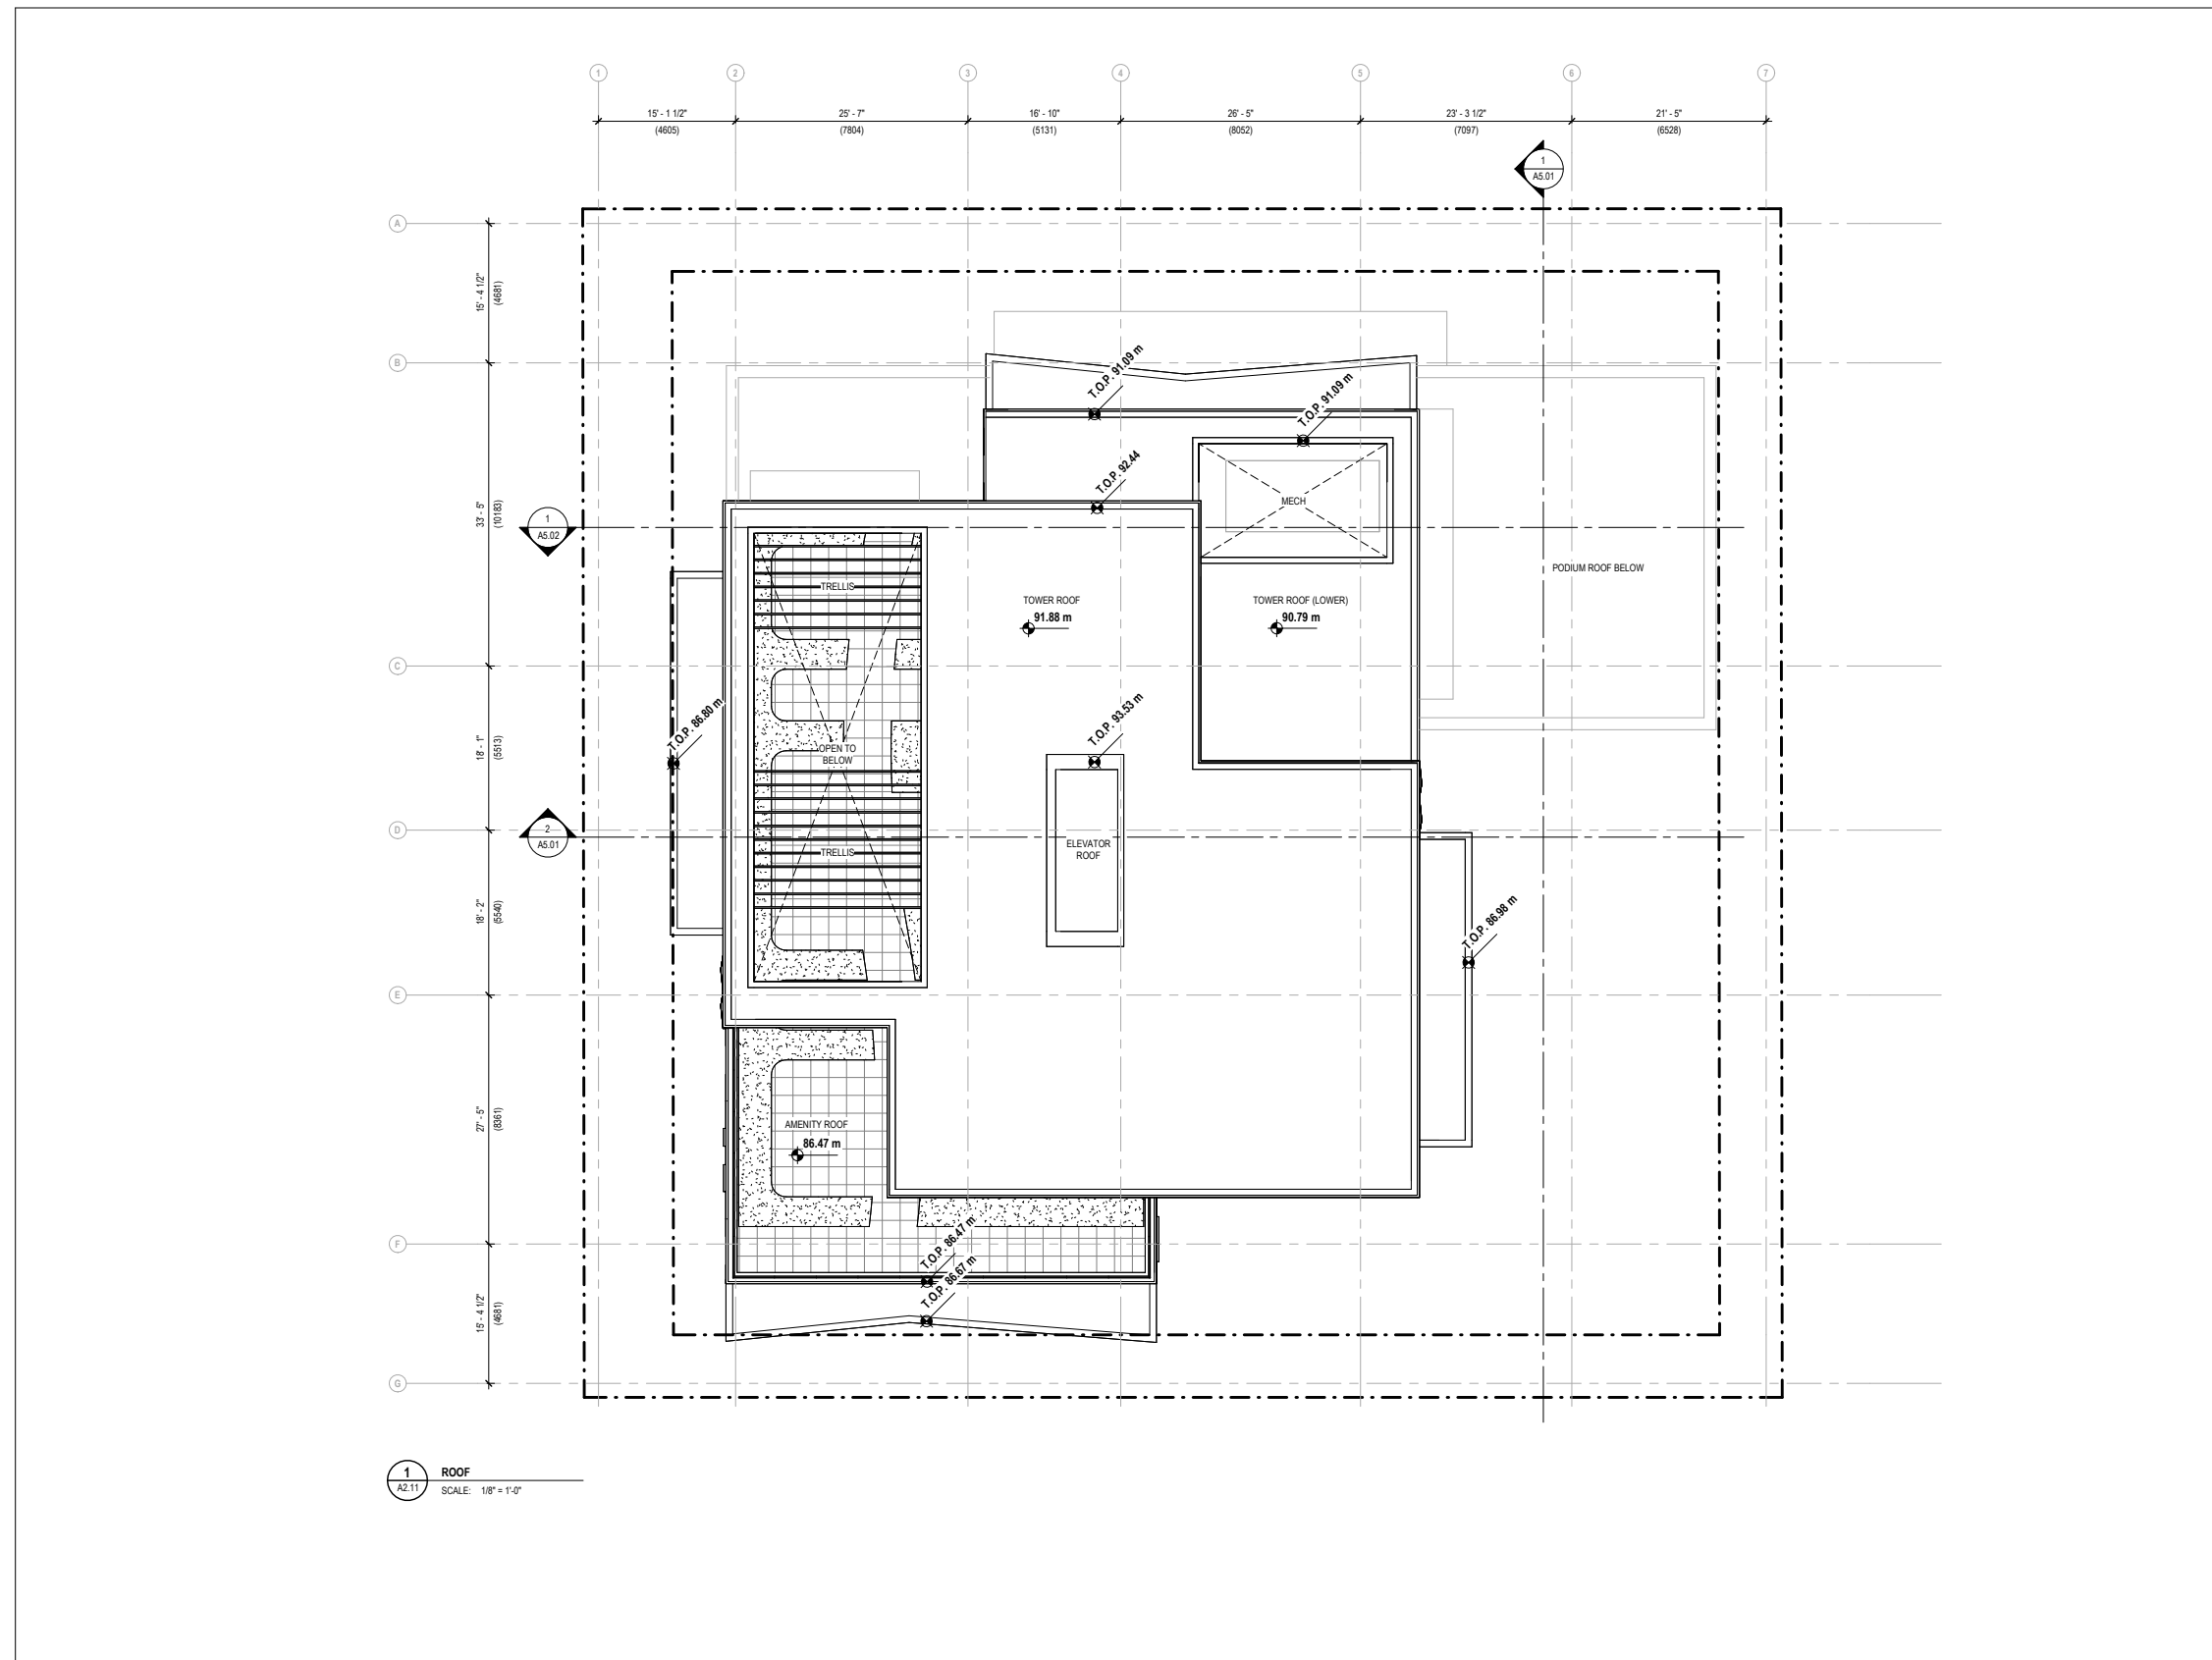 1
2
3
4
5
6
7
15' - 1 1/2"
25' - 7"
16' - 10"
26' - 5"
23' - 3 1/2"
21' - 5"
(4605)
(7804)
(5131)
(8052)
(7097)
(6528)
1
A5.01
A
15' - 4 1/2"
(4681)
B
T.O.P. 91.09 m
T.O.P. 91.09 m
T.O.P. 92.44
MECH
33' - 5"
(10183)
1
A5.02
PODIUM ROOF BELOW
TRELLIS
TOWER ROOF
91.88 m
TOWER ROOF (LOWER)
90.79 m
C
T.O.P. 86.80 m
T.O.P. 93.53 m
18' - 1"
(5513)
OPEN TO
BELOW
D
2
A5.01
ELEVATOR
ROOF
TRELLIS
18' - 2"
(5540)
T.O.P. 86.98 m
E
27' - 5"
(8361)
AMENITY ROOF
86.47 m
F
T.O.P. 86.47 m
T.O.P. 86.67 m
15' - 4 1/2"
(4681)
G
1
A2.11
ROOF
SCALE: 1/8" = 1'-0"